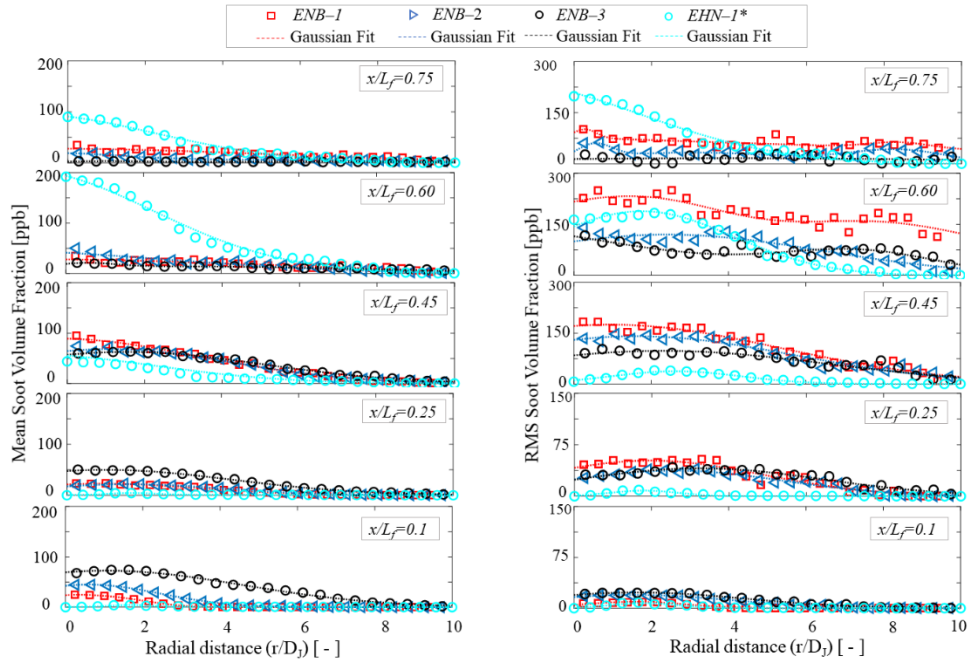 ENB–1 ENB–2 ENB–3 EHN–1*
Gaussian Fit Gaussian Fit Gaussian Fit Gaussian Fit
200
100
0
x/Lf=0.75
200
100
0
x/Lf=0.60
200
100
0
x/Lf=0.45
200
100
0
x/Lf=0.25
200
100
0
x/Lf=0.1
0 2 4 6 8 10
Mean Soot Volume Fraction [ppb]
Radial distance (r/DJ) [ - ]
300
150
0
x/Lf=0.75
300
150
0
x/Lf=0.60
300
150
0
x/Lf=0.45
150
75
0
x/Lf=0.25
150
75
0
x/Lf=0.1
0 2 4 6 8 10
RMS Soot Volume Fraction [ppb]
Radial distance (r/DJ) [ - ]